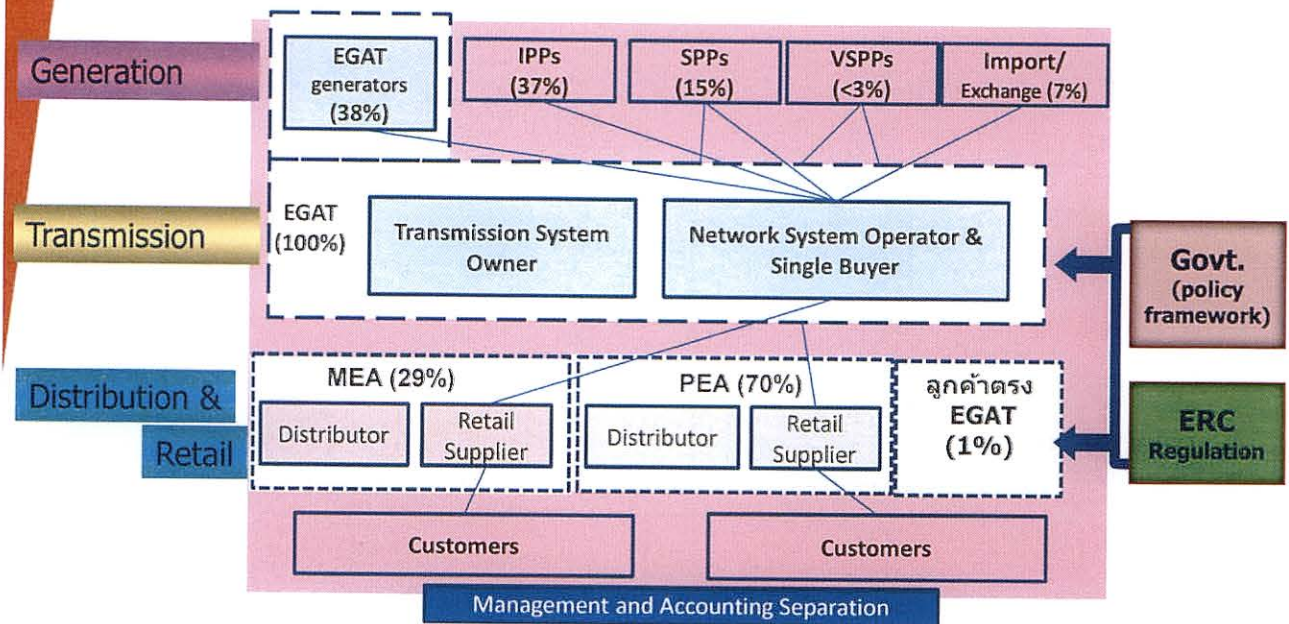 Generation
EGAT
generators
(38%)
IPPs
(37%)
SPPs
(15%)
VSPPs
(<3%)
Import/
Exchange (7%)
Transmission
EGAT
(100%)
Transmission System
Owner
Network System Operator &
Single Buyer
Govt.
(policy
framework)
Distribution &
Retail
MEA (29%)
Distributor
Retail
Supplier
PEA (70%)
Distributor
Retail
Supplier
ลูกค้าตรง
EGAT
(1%)
ERC
Regulation
Customers
Customers
Management and Accounting Separation